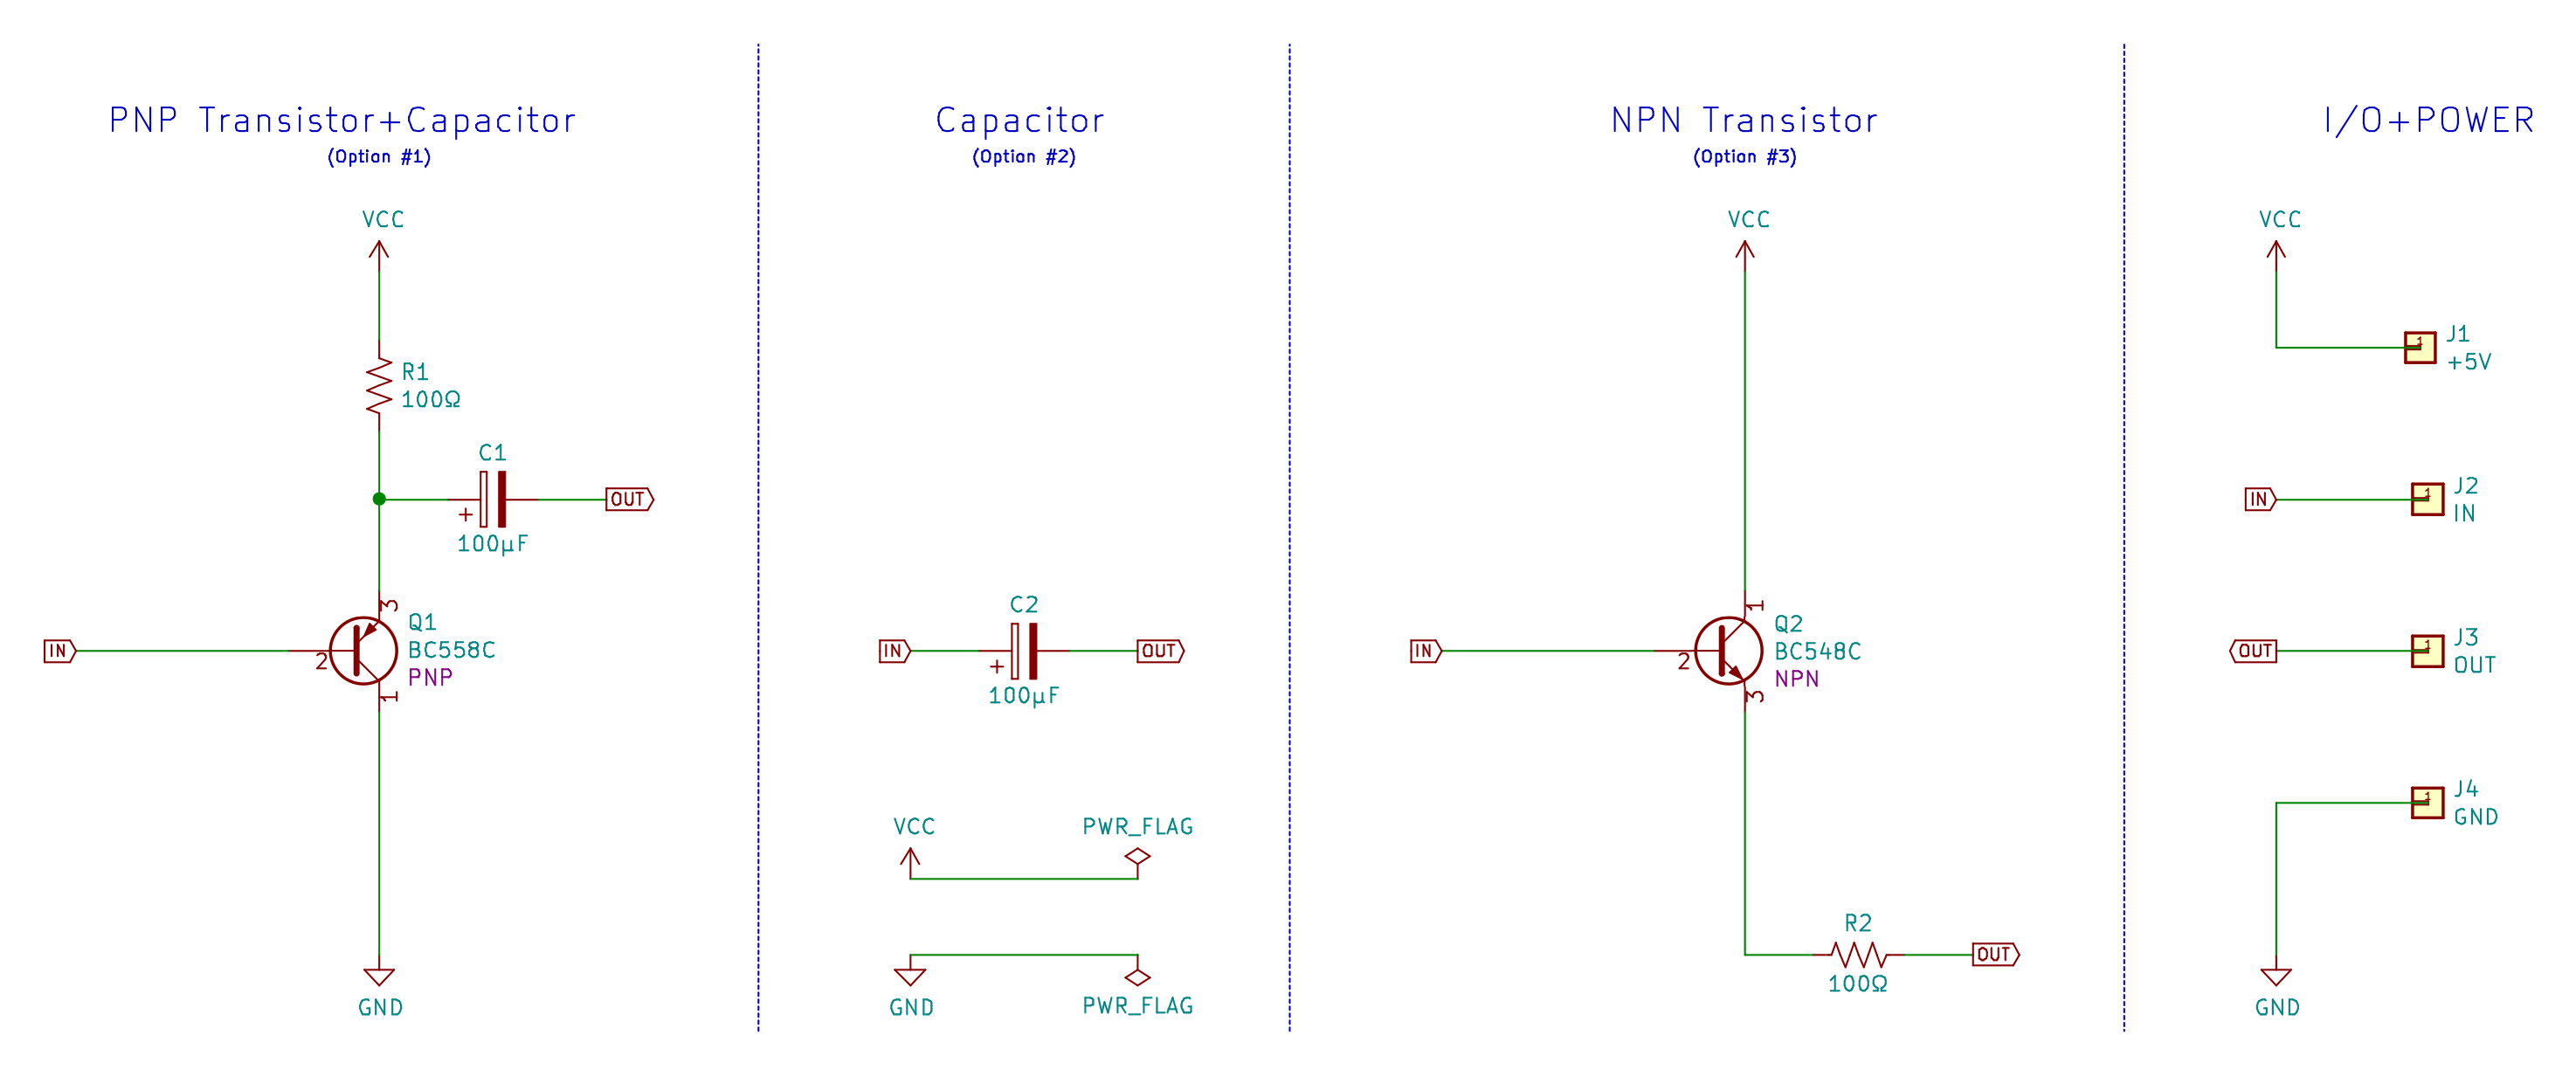 PNP Transistor+Capacitor
(Option #1)
VCC
R1
100Ω
C1
+
100µF
OUT
IN
2
3
1
Q1
BC558C
PNP
GND
Capacitor
(Option #2)
C2
IN
+
OUT
100µF
VCC
PWR_FLAG
GND
PWR_FLAG
NPN Transistor
(Option #3)
VCC
IN
2
1
3
Q2
BC548C
NPN
R2
100Ω
OUT
I/O+POWER
VCC
1
J1
+5V
IN
1
J2
IN
OUT
1
J3
OUT
1
J4
GND
GND